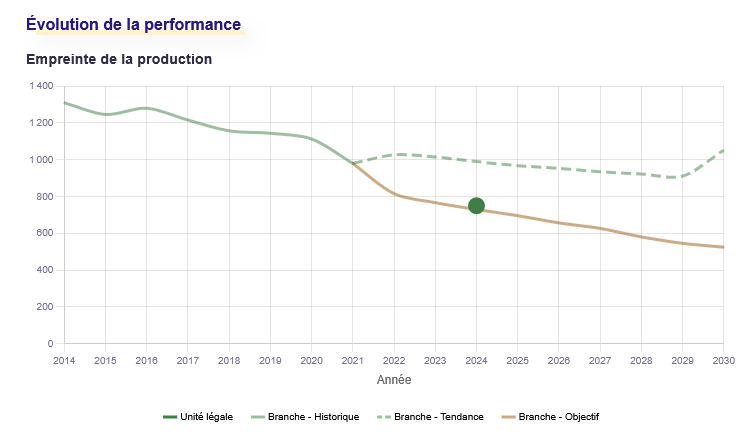 Évolution de la performance
Empreinte de la production
1 400
1 200
1 000
800
600
400
200
0
2014 2015 2016 2017 2018 2019 2020 2021 2022 2023 2024 2025 2026 2027 2028 2029 2030
Année
Unité légale Branche - Historique Branche - Tendance Branche - Objectif